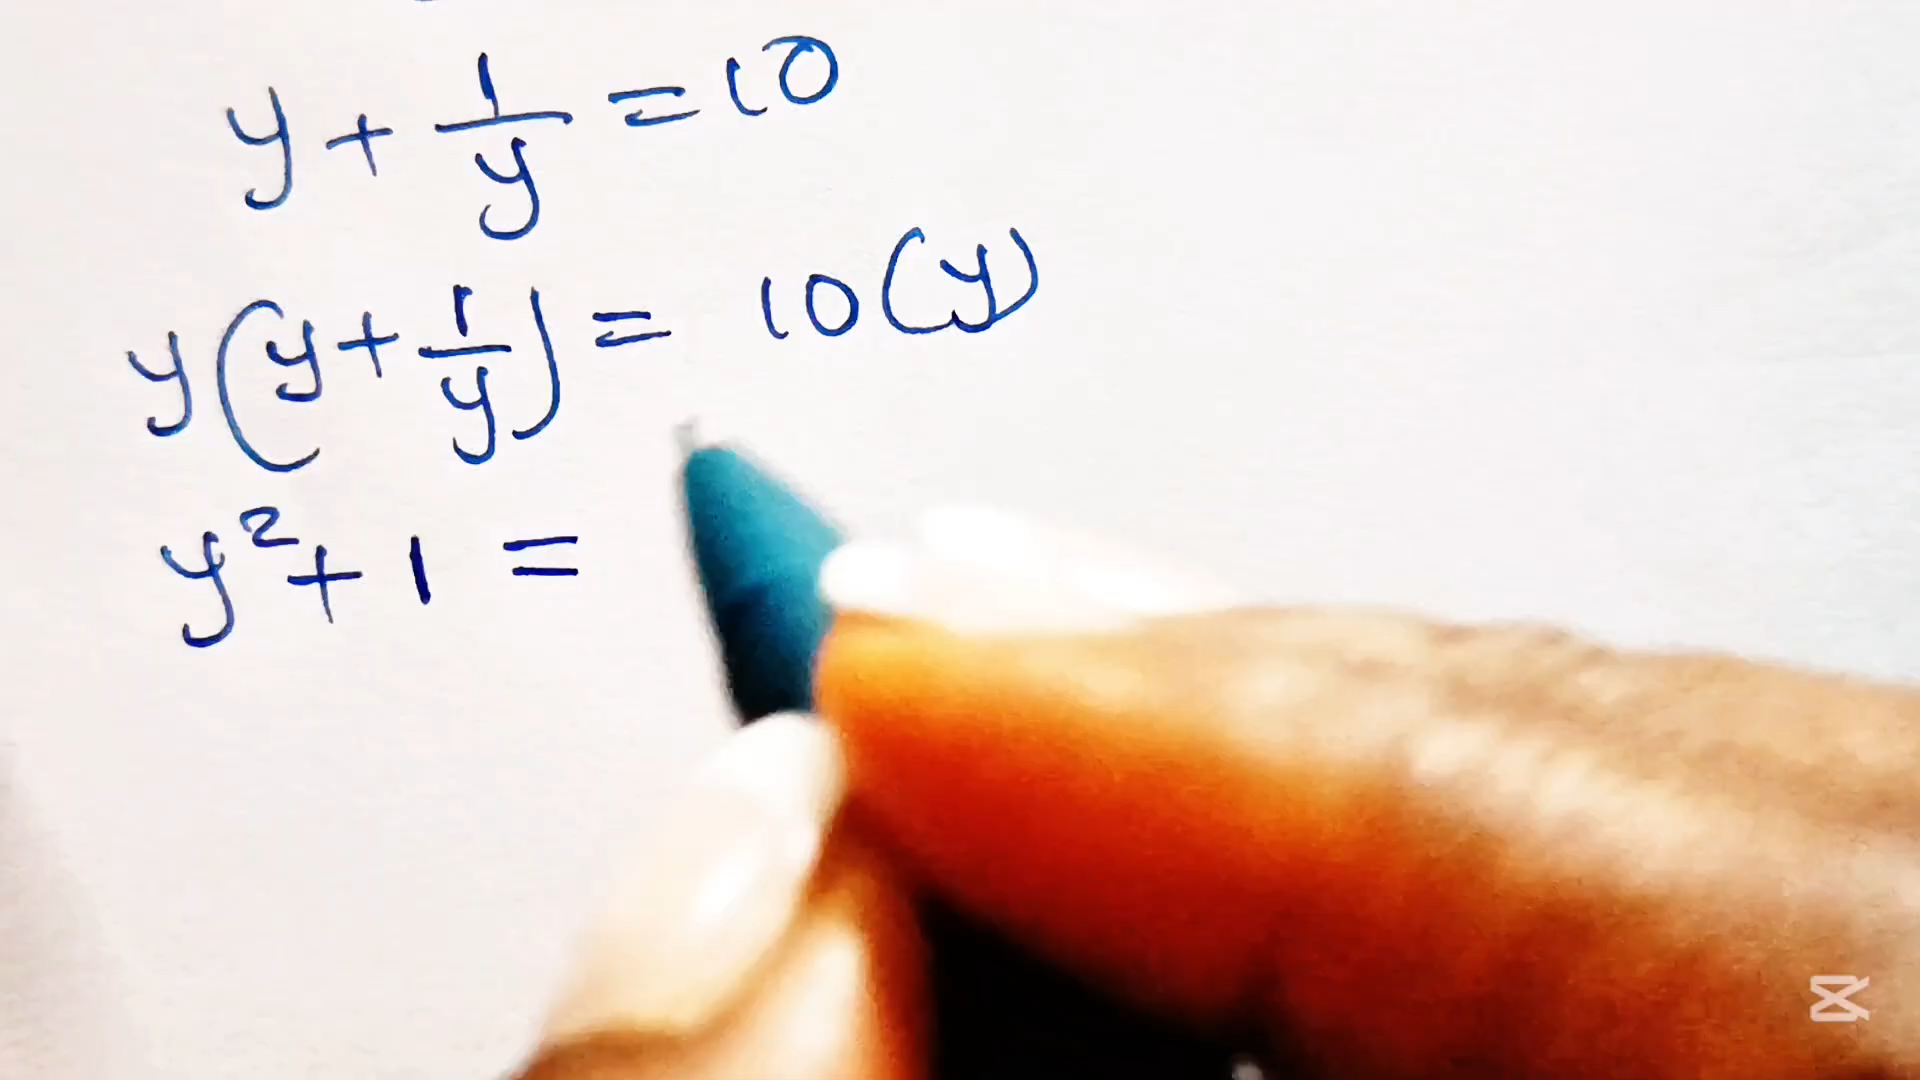 y + 1/y = 10
y(y + 1/y) = 10(y)
y² + 1 =